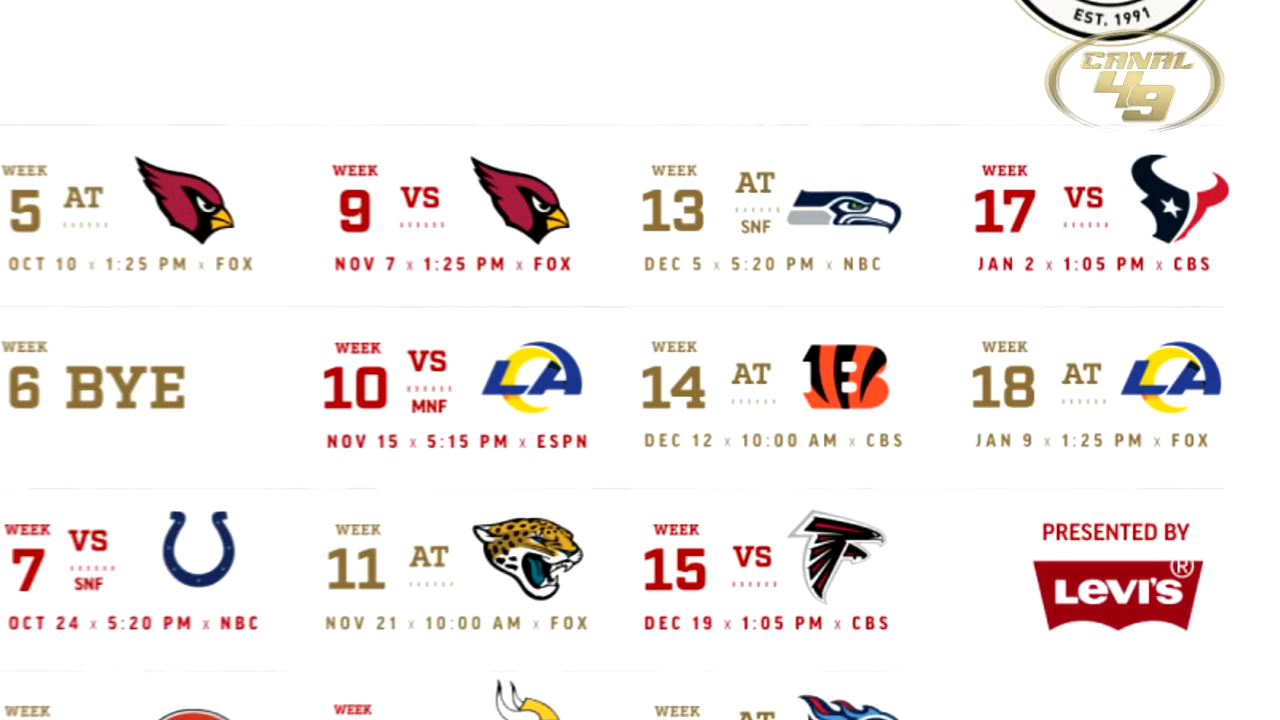 EST. 1991
CANAL
49
WEEK
5 AT
OCT 10 x 1:25 PM x FOX
WEEK
9 VS
NOV 7 x 1:25 PM x FOX
WEEK
13 AT
SNF
DEC 5 x 5:20 PM x NBC
WEEK
17 VS
JAN 2 x 1:05 PM x CBS
WEEK
6 BYE
WEEK
10 VS
MNF
LA
NOV 15 x 5:15 PM x ESPN
WEEK
14 AT
B
DEC 12 x 10:00 AM x CBS
WEEK
18 AT
LA
JAN 9 x 1:25 PM x FOX
WEEK
7 VS
SNF
OCT 24 x 5:20 PM x NBC
WEEK
11 AT
NOV 21 x 10:00 AM x FOX
WEEK
15 VS
DEC 19 x 1:05 PM x CBS
PRESENTED BY
LEVI'S®
WEEK
WEEK
WEEK
AT